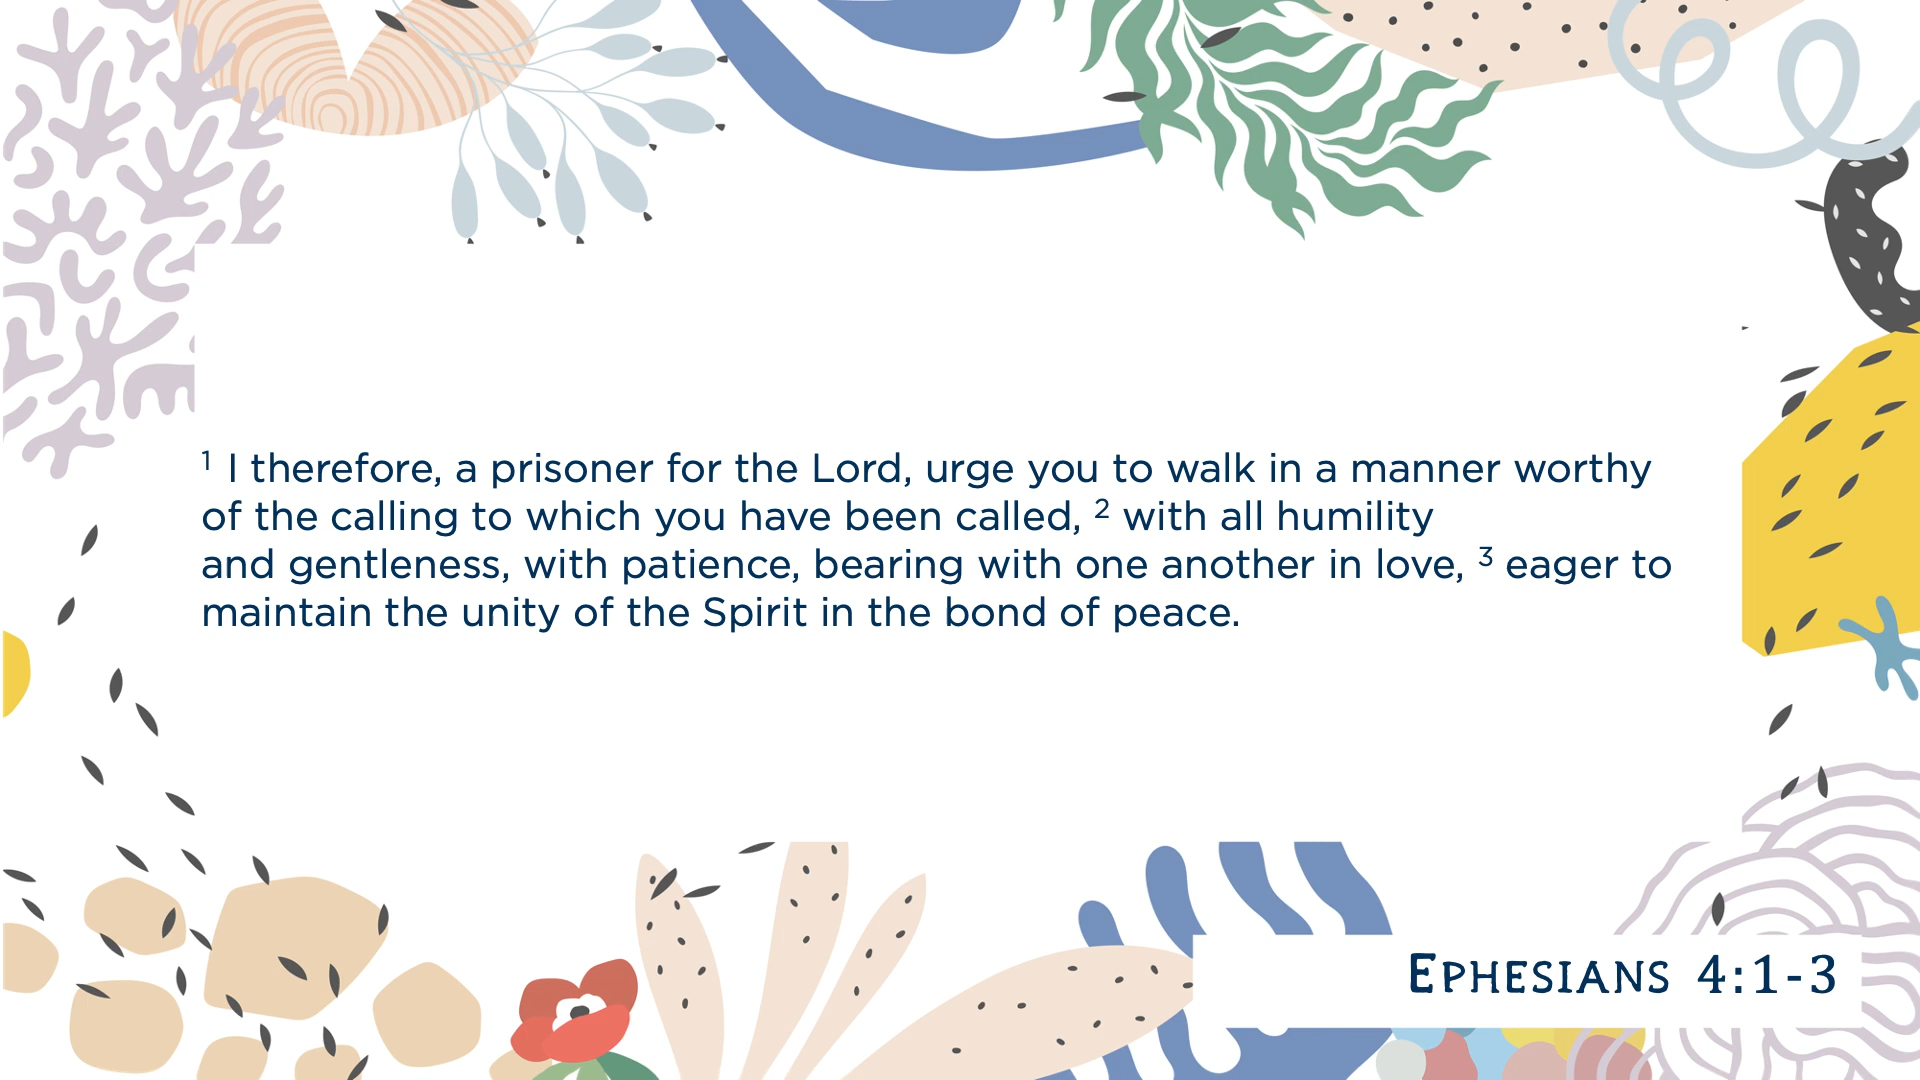 1 I therefore, a prisoner for the Lord, urge you to walk in a manner worthy
of the calling to which you have been called, 2 with all humility
and gentleness, with patience, bearing with one another in love, 3 eager to
maintain the unity of the Spirit in the bond of peace.
Ephesians 4:1-3